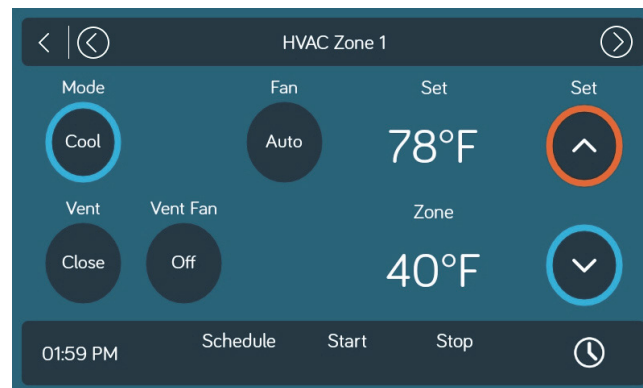 HVAC Zone 1
Mode Fan Set Set
Cool Auto 78°F
Vent Vent Fan Zone
Close Off 40°F
01:59 PM Schedule Start Stop